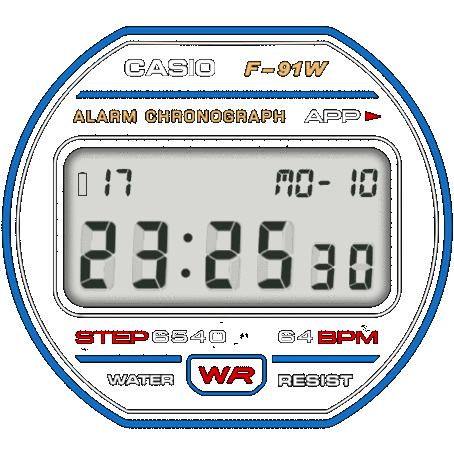 CASIO F-91W
ALARM CHRONOGRAPH APP
17 MO-10
23:25 30
STEP 6540 64 BPM
WATER WR RESIST